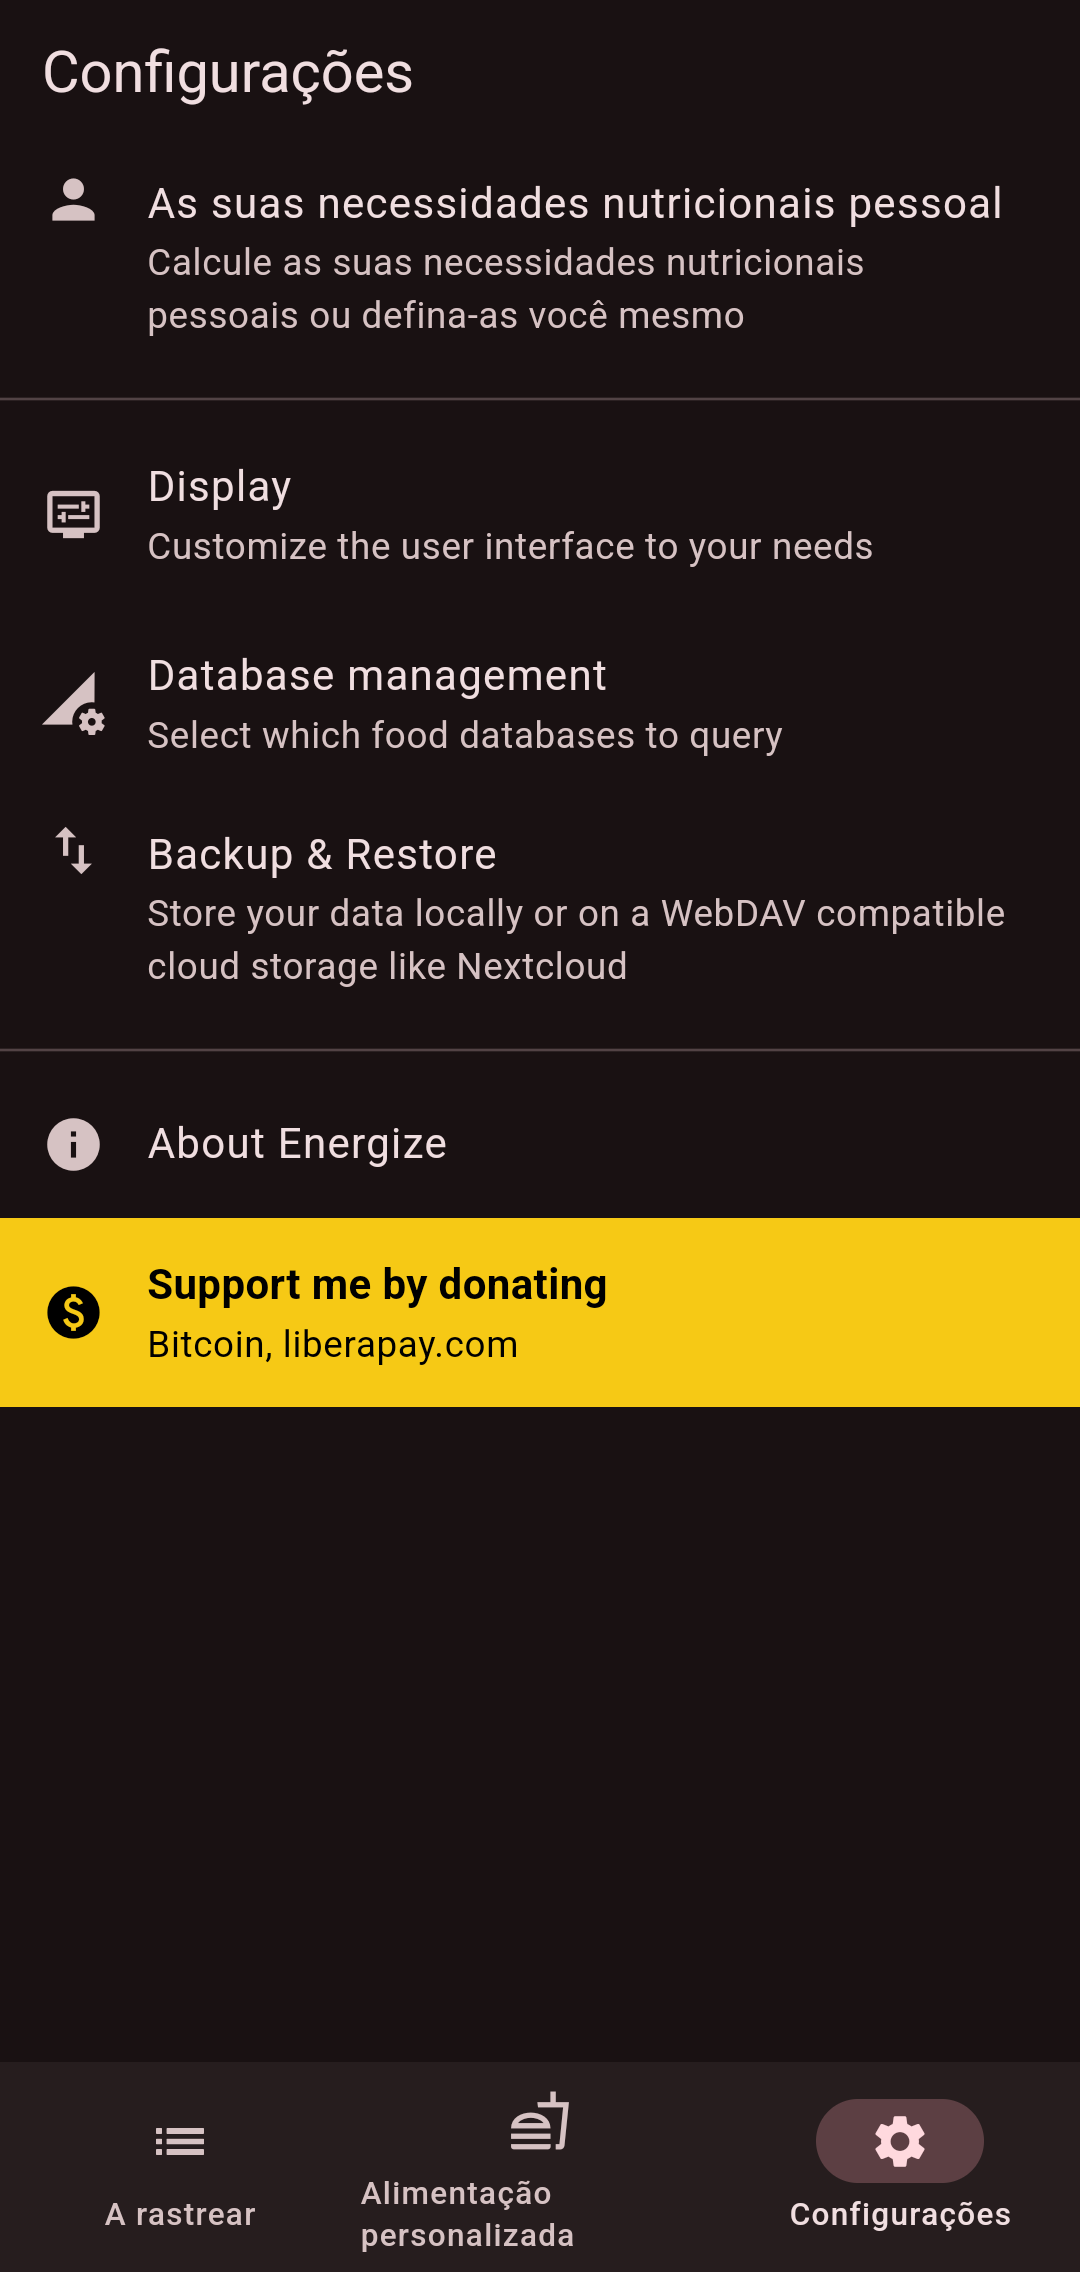 Configurações
As suas necessidades nutricionais pessoal
Calcule as suas necessidades nutricionais
pessoais ou defina-as você mesmo
Display
Customize the user interface to your needs
Database management
Select which food databases to query
Backup & Restore
Store your data locally or on a WebDAV compatible
cloud storage like Nextcloud
About Energize
Support me by donating
Bitcoin, liberapay.com
A rastrear
Alimentação
personalizada
Configurações